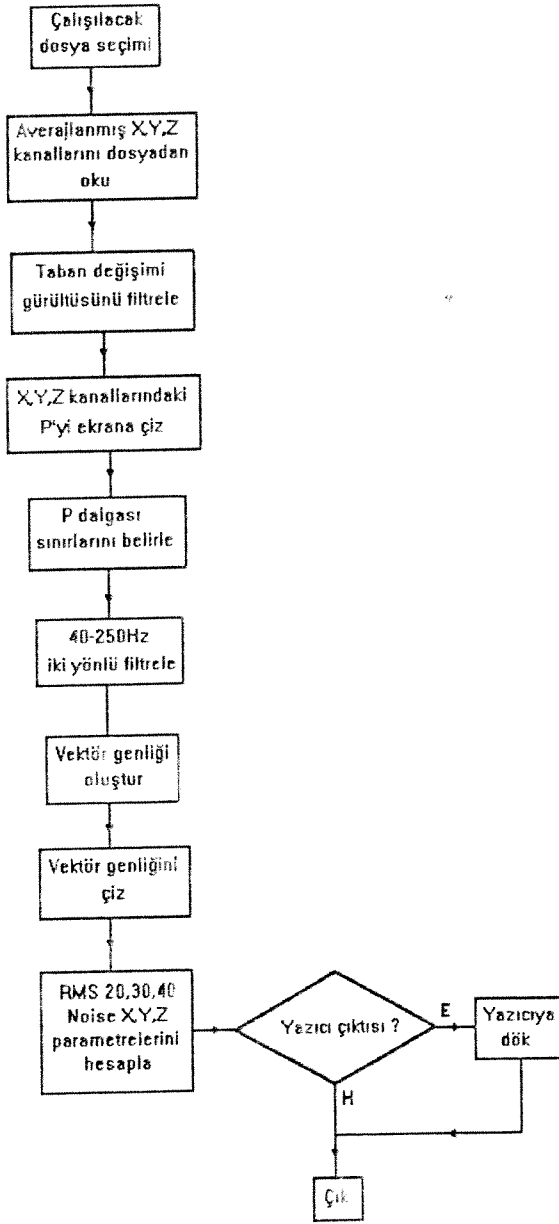 Çalışılacak
dosya seçimi
Averajlanmış X,Y,Z
kanallarını dosyadan
oku
Taban değişimi
gürültüsünü filtrele
X,Y,Z kanallarındaki
P'yi ekrana çiz
P dalgası
sınırlarını belirle
40-250Hz
iki yönlü filtrele
Vektör genliği
oluştur
Vektör genliğini
çiz
RMS 20,30,40
Noise X,Y,Z
parametrelerini
hesapla
Yazıcı çıktısı ?
E
Yazıcıya
dök
H
Çık